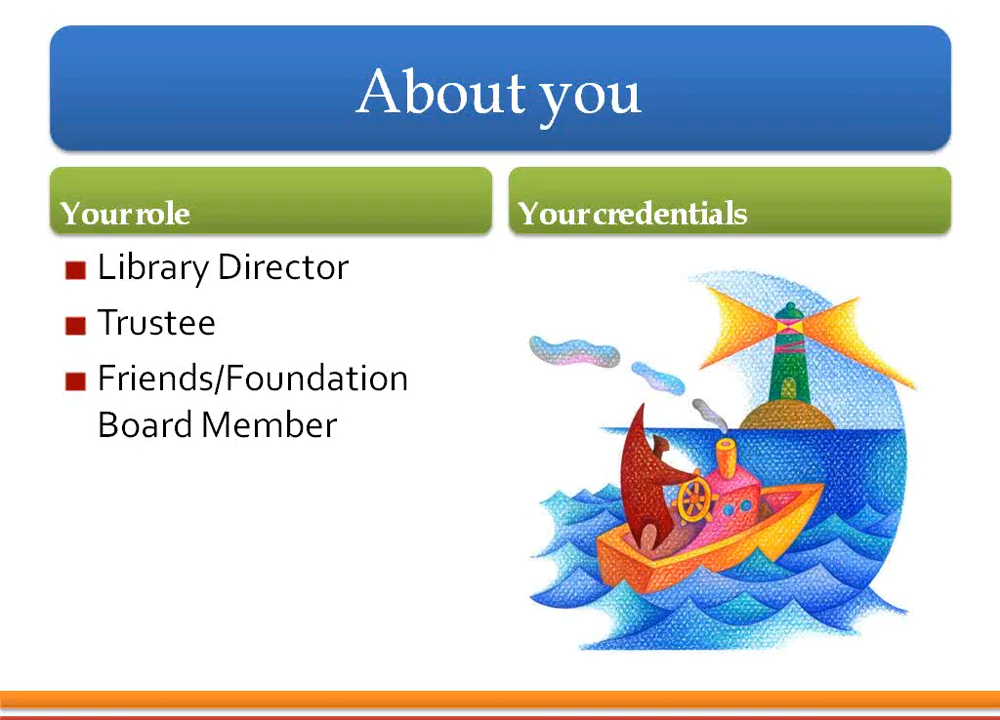 About you
Your role
Your credentials
Library Director
Trustee
Friends/Foundation
Board Member